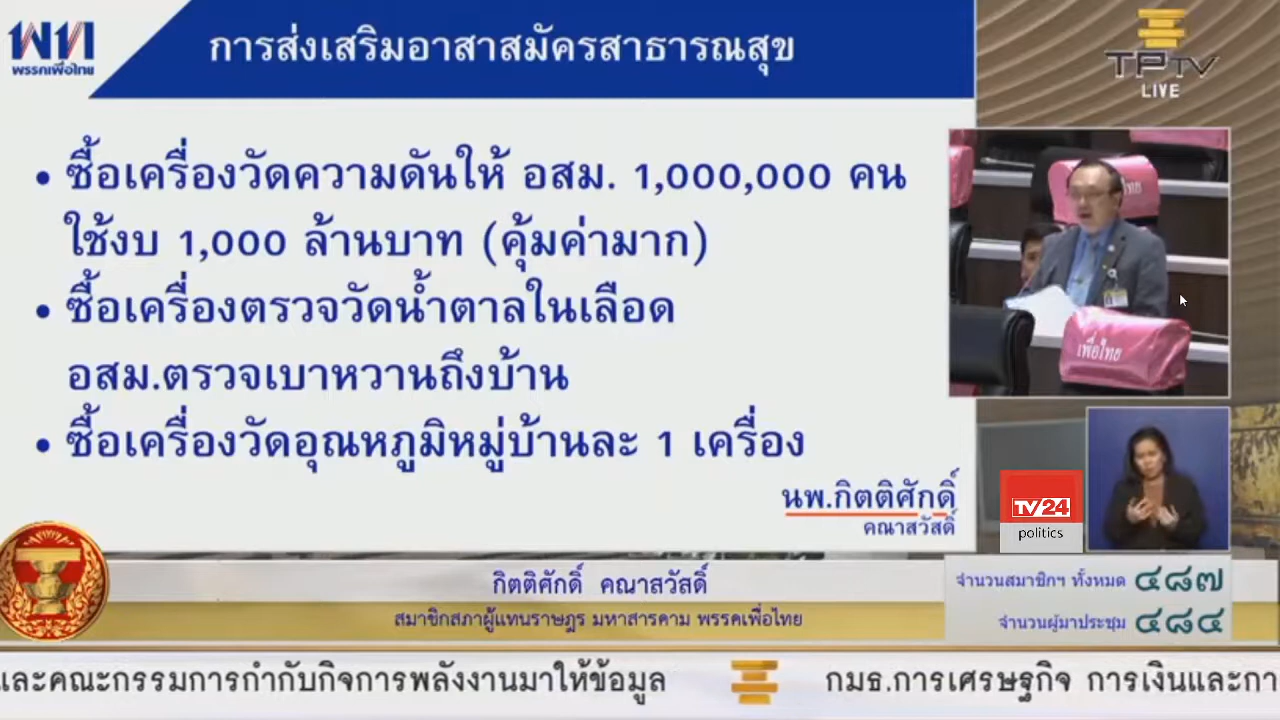 พท
พรรคเพื่อไทย
การส่งเสริมอาสาสมัครสาธารณสุข
TPTV
LIVE
• ซื้อเครื่องวัดความดันให้ อสม. 1,000,000 คน
ใช้งบ 1,000 ล้านบาท (คุ้มค่ามาก)
• ซื้อเครื่องตรวจวัดน้ำตาลในเลือด
อสม.ตรวจเบาหวานถึงบ้าน
• ซื้อเครื่องวัดอุณหภูมิหมู่บ้านละ 1 เครื่อง
นพ.กิตติศักดิ์
คณาสวัสดิ์
เพื่อไทย
TV24
politics
กิตติศักดิ์ คณาสวัสดิ์
สมาชิกสภาผู้แทนราษฎร มหาสารคาม พรรคเพื่อไทย
จำนวนสมาชิกฯ ทั้งหมด ๔๘๗
จำนวนผู้มาประชุม ๔๘๔
และคณะกรรมการกำกับกิจการพลังงานมาให้ข้อมูล กมธ.การเศรษฐกิจ การเงินและกา